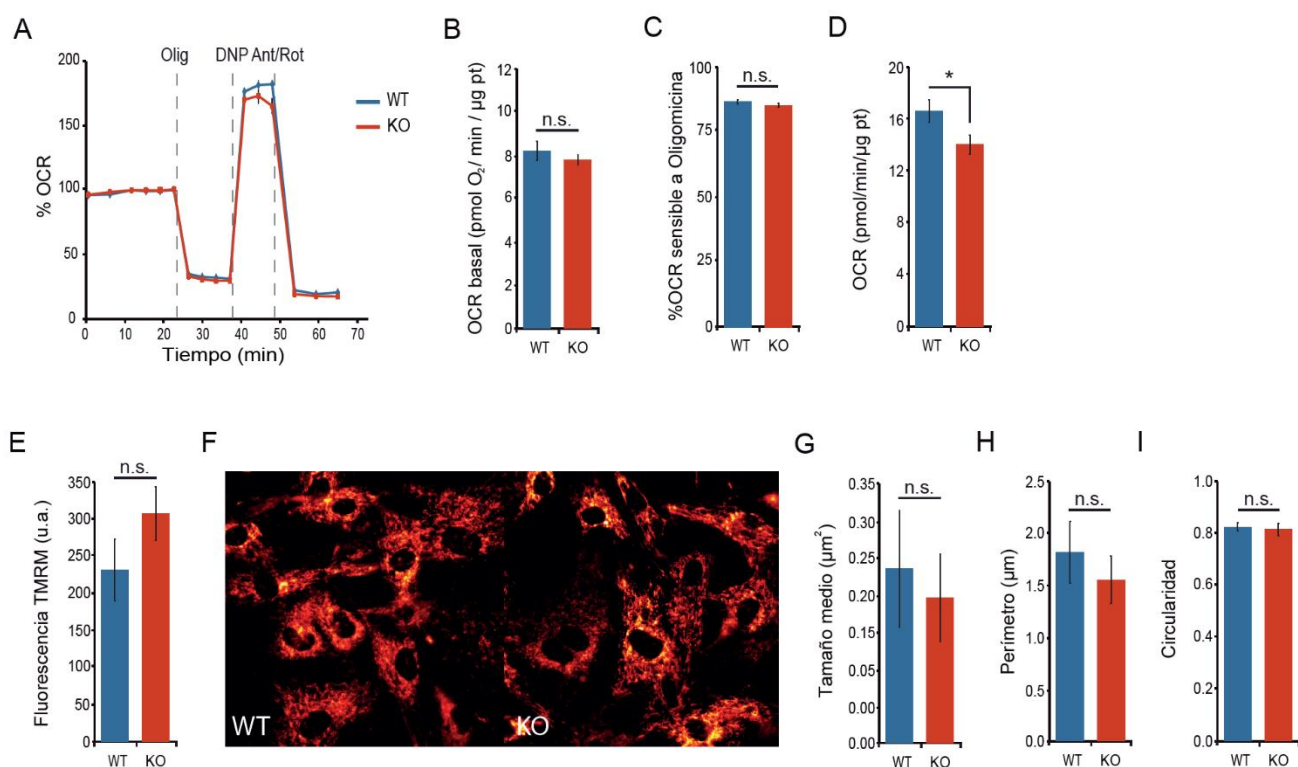 A
Olig
DNP Ant/Rot
200
150
100
50
0
% OCR
0 10 20 30 40 50 60 70
Tiempo (min)
WT
KO
B
12
10
8
6
4
2
0
OCR basal (pmol O₂/ min / µg pt)
n.s.
WT KO
C
100
75
50
25
0
%OCR sensible a Oligomicina
n.s.
WT KO
D
20
16
12
8
4
0
OCR (pmol/min/µg pt)
*
WT KO
E
350
300
250
200
150
100
50
0
Fluorescencia TMRM (u.a.)
n.s.
WT KO
F
WT
KO
G
0.35
0.30
0.25
0.20
0.15
0.10
0.00
0.00
Tamaño medio (µm²)
n.s.
WT KO
H
2.5
2.0
1.5
1.0
0.5
0.0
Perímetro (µm)
n.s.
WT KO
I
1.0
0.8
0.6
0.4
0.2
0.0
Circularidad
n.s.
WT KO